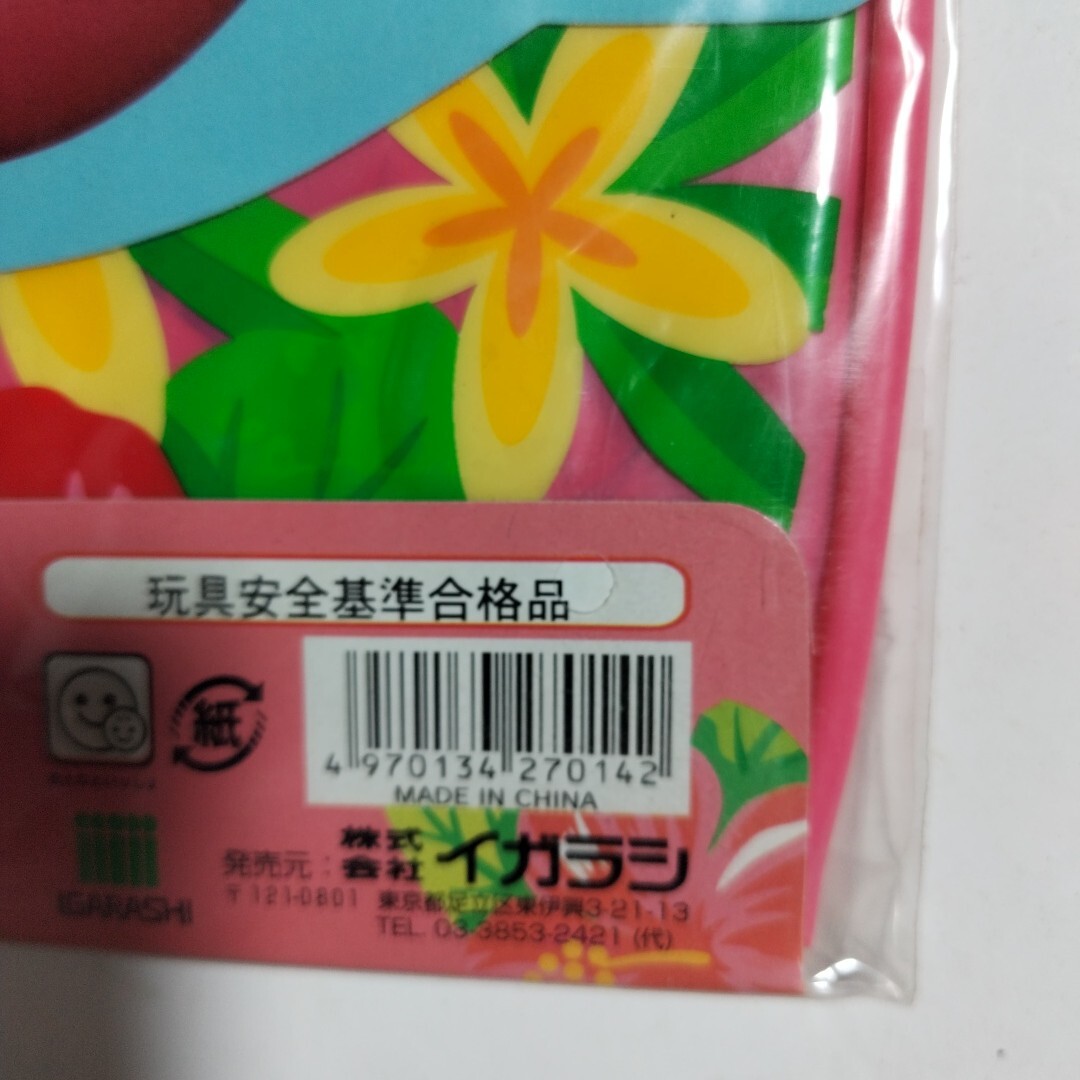 玩具安全基準合格品
紙
4 970134 270142
MADE IN CHINA
発売元：株式会社 イガラシ
〒121-0801 東京都足立区東伊興3-21-13
TEL. 03-3853-2421 (代)
IGARASHI